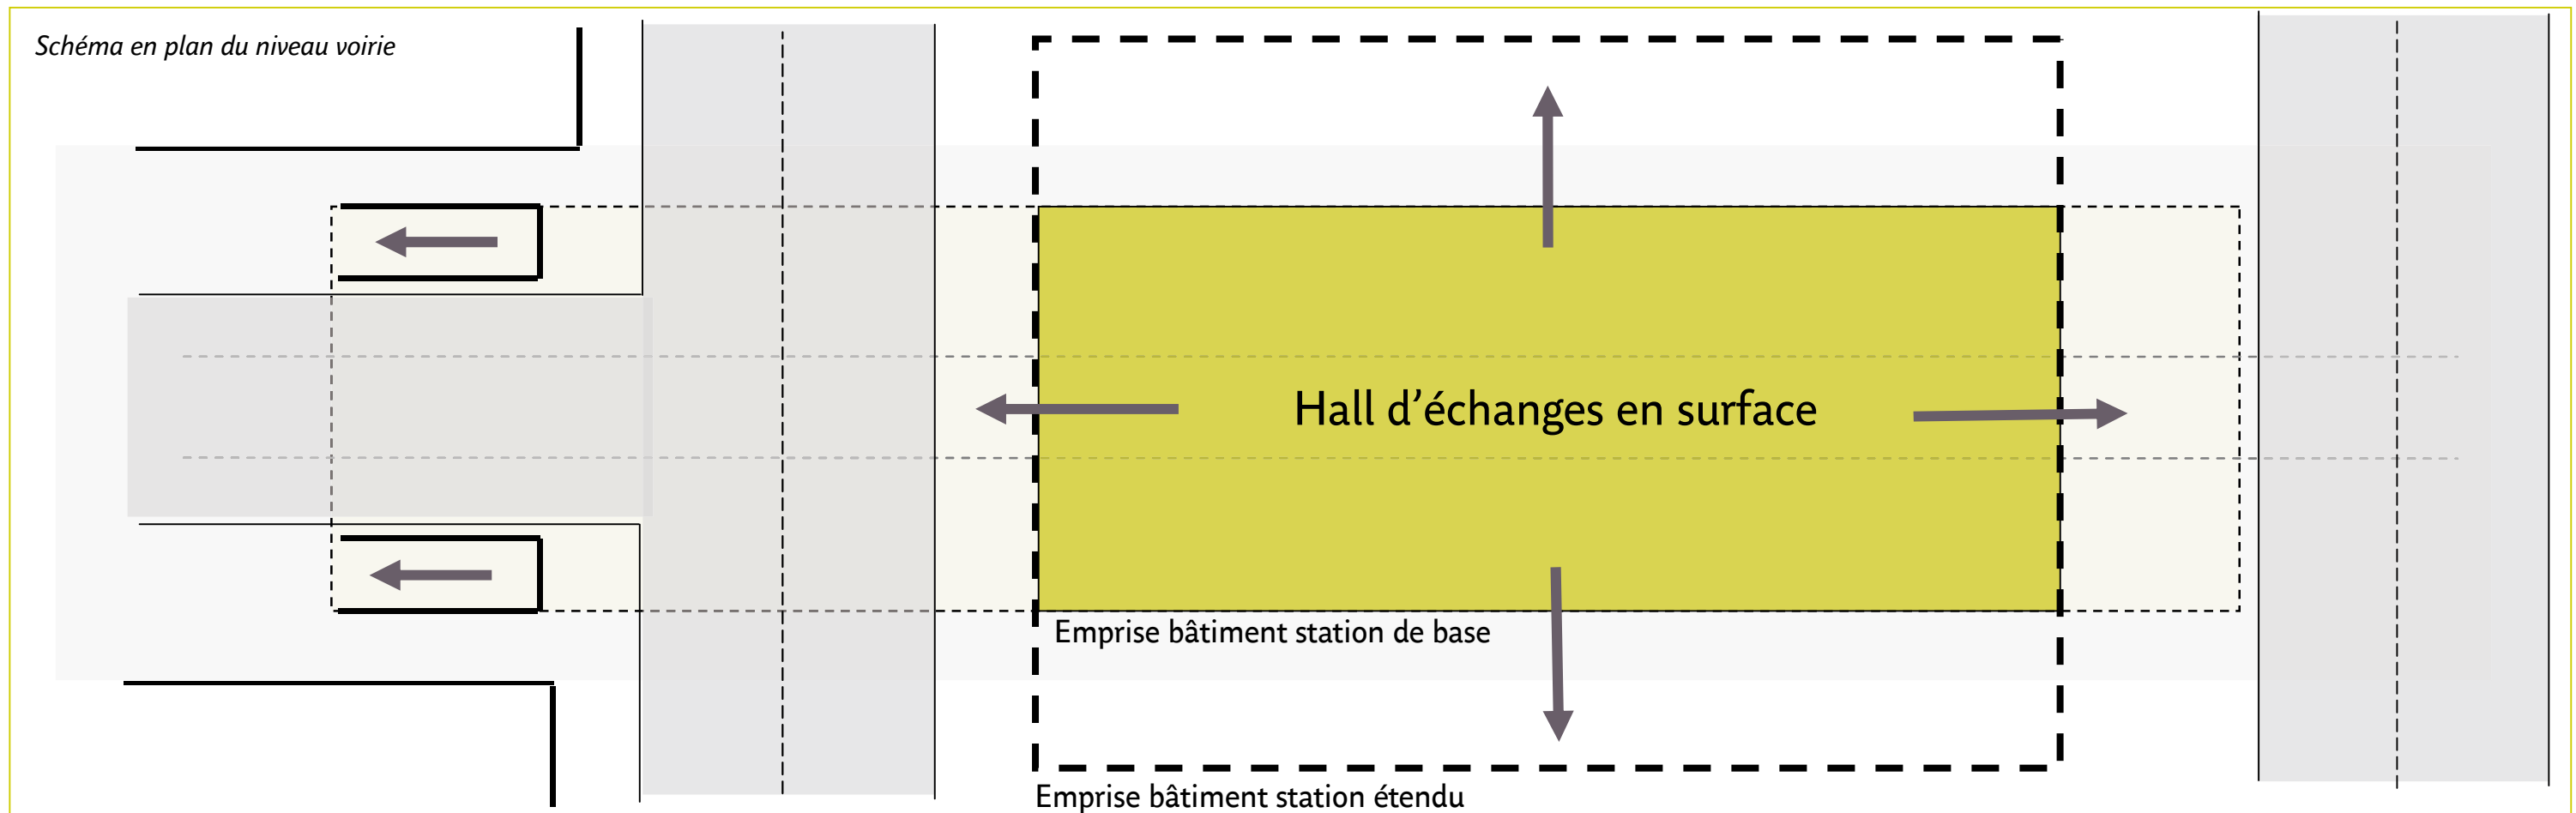 Schéma en plan du niveau voirie
Hall d’échanges en surface
Emprise bâtiment station de base
Emprise bâtiment station étendu